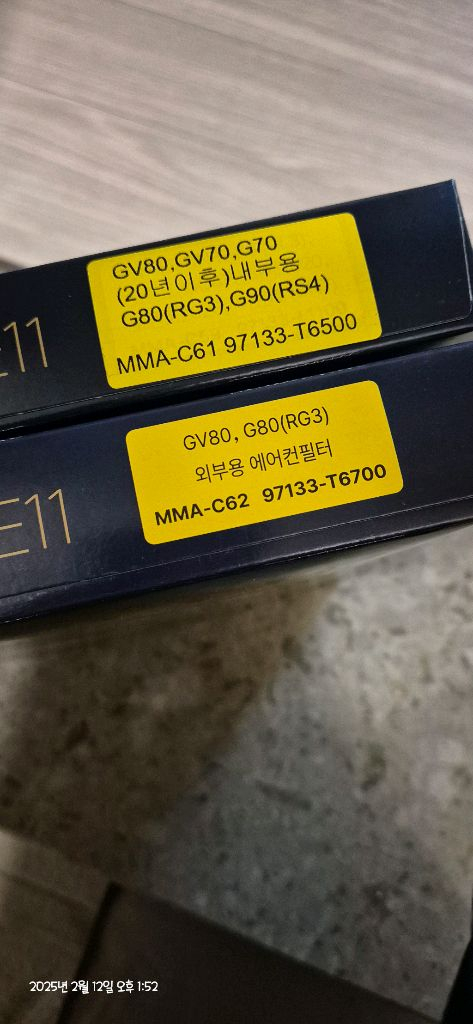 GV80,GV70,G70
(20년이후)내부용
G80(RG3),G90(RS4)
MMA-C61 97133-T6500
E11
GV80, G80(RG3)
외부용 에어컨필터
MMA-C62 97133-T6700
E11
2025년 2월 12일 오후 1:52